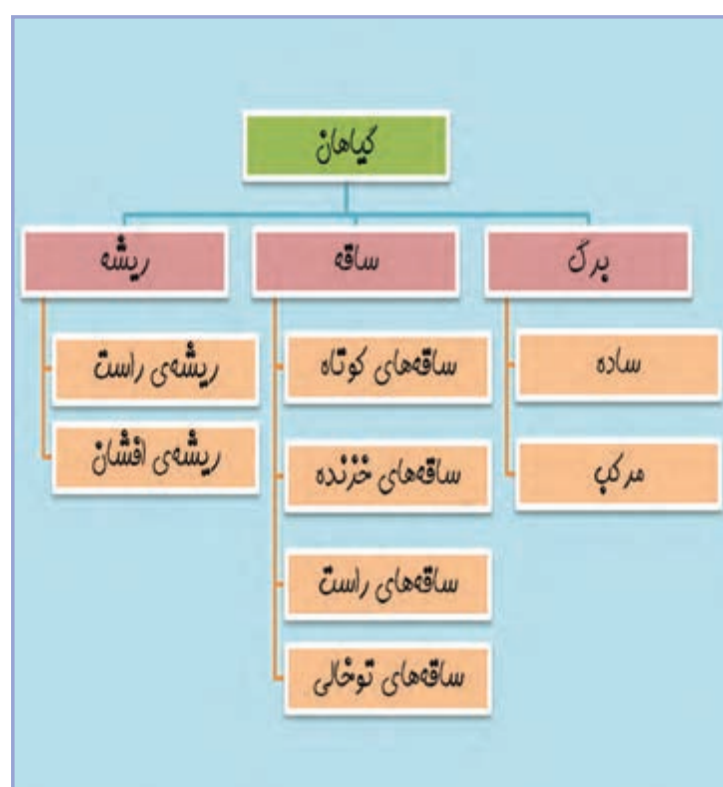 گیاهان
برگ
ساده
مرکب
ساقه
ساقه‌های کوتاه
ساقه‌های خزنده
ساقه‌های راست
ساقه‌های توخالی
ریشه
ریشه‌ی راست
ریشه‌ی افشان